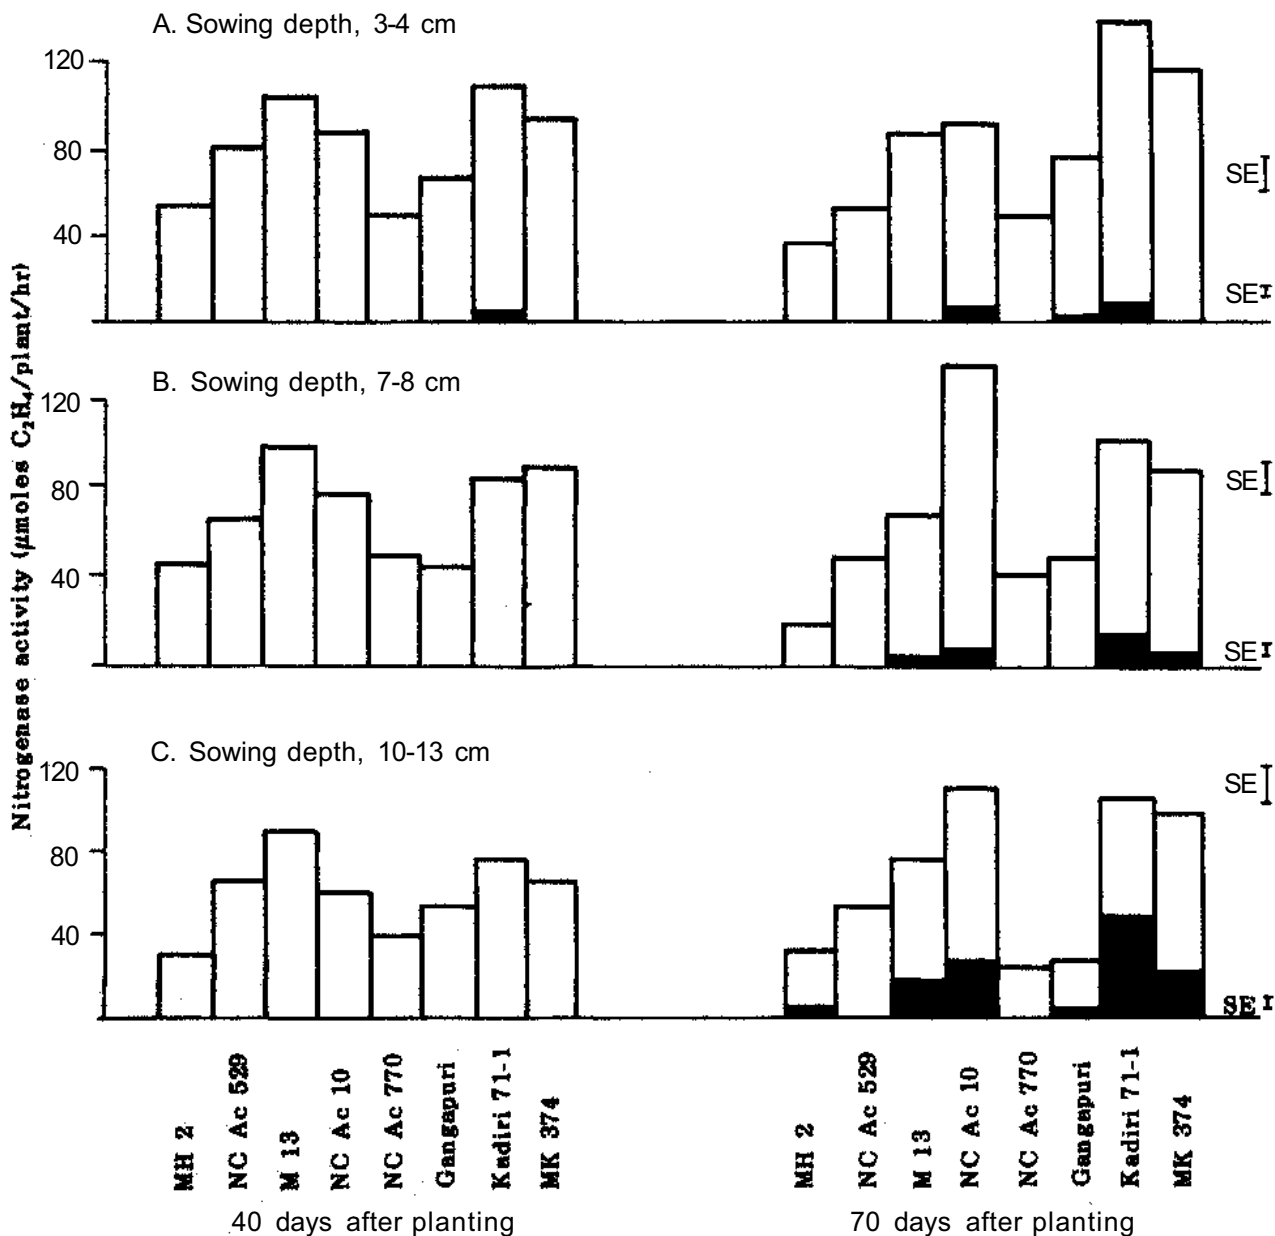 A. Sowing depth, 3-4 cm
120
80
40
SE
SE
B. Sowing depth, 7-8 cm
120
80
40
SE
SE
C. Sowing depth, 10-13 cm
120
80
40
SE
SE
Nitrogenase activity (μmoles C₂H₄/plant/hr)
MH 2
NC Ac 529
M 13
NC Ac 10
NC Ac 770
Gangapuri
Kadiri 71-1
MK 374
MH 2
NC Ac 529
M 13
NC Ac 10
NC Ac 770
Gangapuri
Kadiri 71-1
MK 374
40 days after planting
70 days after planting